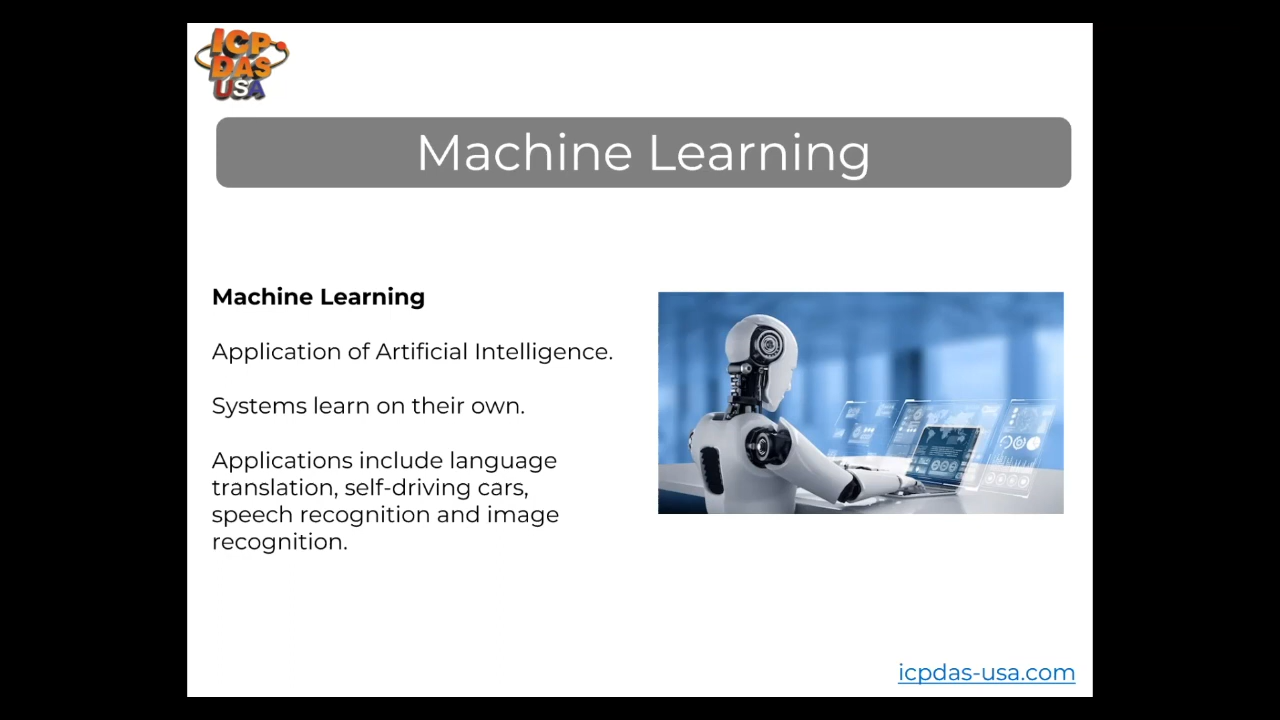 ICP
DAS
USA
Machine Learning
Machine Learning
Application of Artificial Intelligence.
Systems learn on their own.
Applications include language
translation, self-driving cars,
speech recognition and image
recognition.
icpdas-usa.com